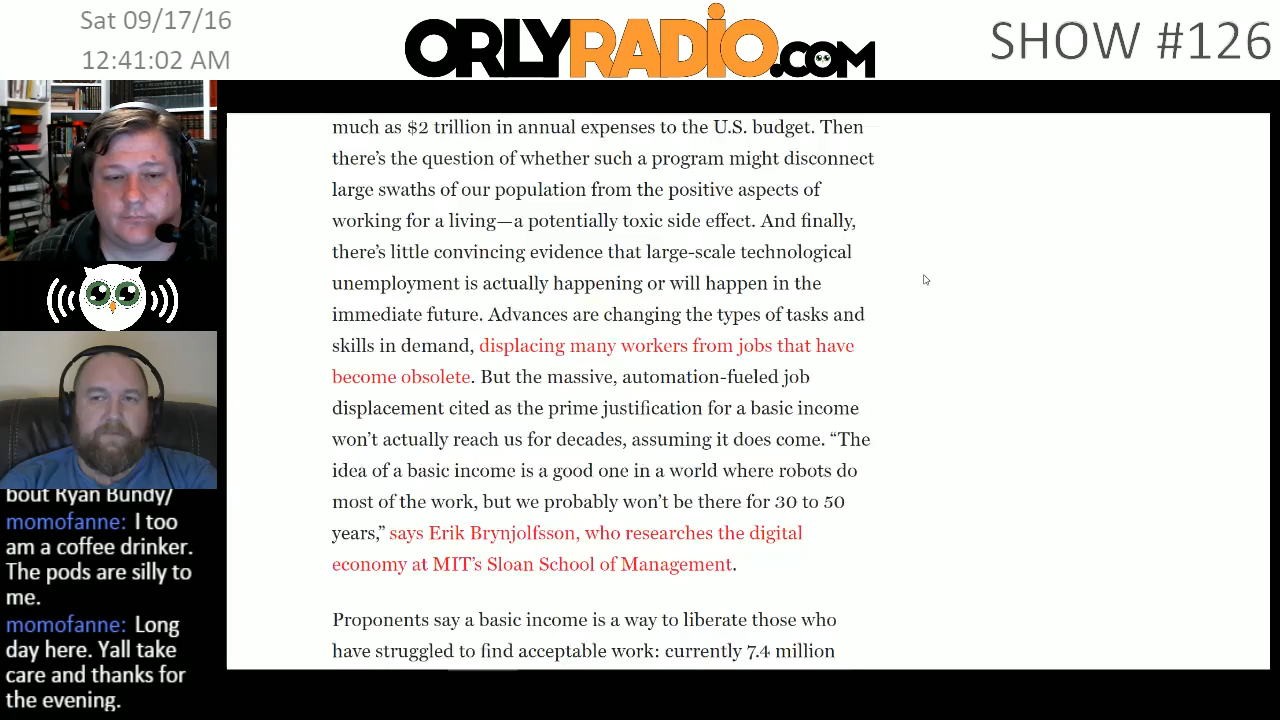 Sat 09/17/16
12:41:02 AM
ORLYRADIO.COM
SHOW #126
much as $2 trillion in annual expenses to the U.S. budget. Then
there’s the question of whether such a program might disconnect
large swaths of our population from the positive aspects of
working for a living—a potentially toxic side effect. And finally,
there’s little convincing evidence that large-scale technological
unemployment is actually happening or will happen in the
immediate future. Advances are changing the types of tasks and
skills in demand, displacing many workers from jobs that have
become obsolete. But the massive, automation-fueled job
displacement cited as the prime justification for a basic income
won’t actually reach us for decades, assuming it does come. “The
idea of a basic income is a good one in a world where robots do
most of the work, but we probably won’t be there for 30 to 50
years,” says Erik Brynjolfsson, who researches the digital
economy at MIT’s Sloan School of Management.
Proponents say a basic income is a way to liberate those who
have struggled to find acceptable work: currently 7.4 million
bout Ryan Bundy/
momofanne: I too
am a coffee drinker.
The pods are silly to
me.
momofanne: Long
day here. Yall take
care and thanks for
the evening.